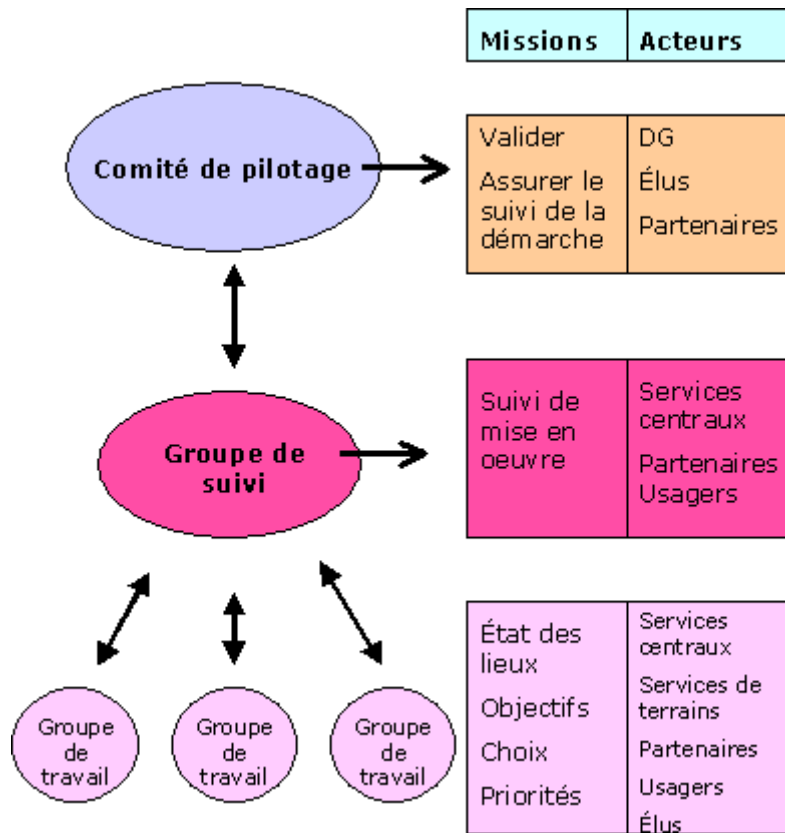 Missions Acteurs
Comité de pilotage
Valider
Assurer le
suivi de la
démarche
DG
Élus
Partenaires
Groupe de
suivi
Suivi de
mise en
oeuvre
Services
centraux
Partenaires
Usagers
Groupe
de
travail
Groupe
de
travail
Groupe
de
travail
État des
lieux
Objectifs
Choix
Priorités
Services
centraux
Services de
terrains
Partenaires
Usagers
Élus